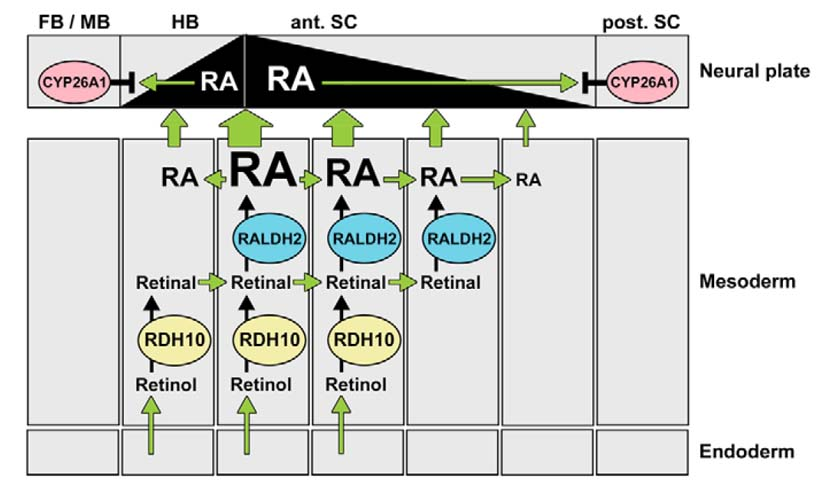 FB / MB HB ant. SC post. SC
CYP26A1 RA RA CYP26A1
Neural plate
RA RA RA RA RA
RALDH2 RALDH2 RALDH2
Retinal Retinal Retinal Retinal
Mesoderm
RDH10 RDH10 RDH10
Retinol Retinol Retinol
Endoderm